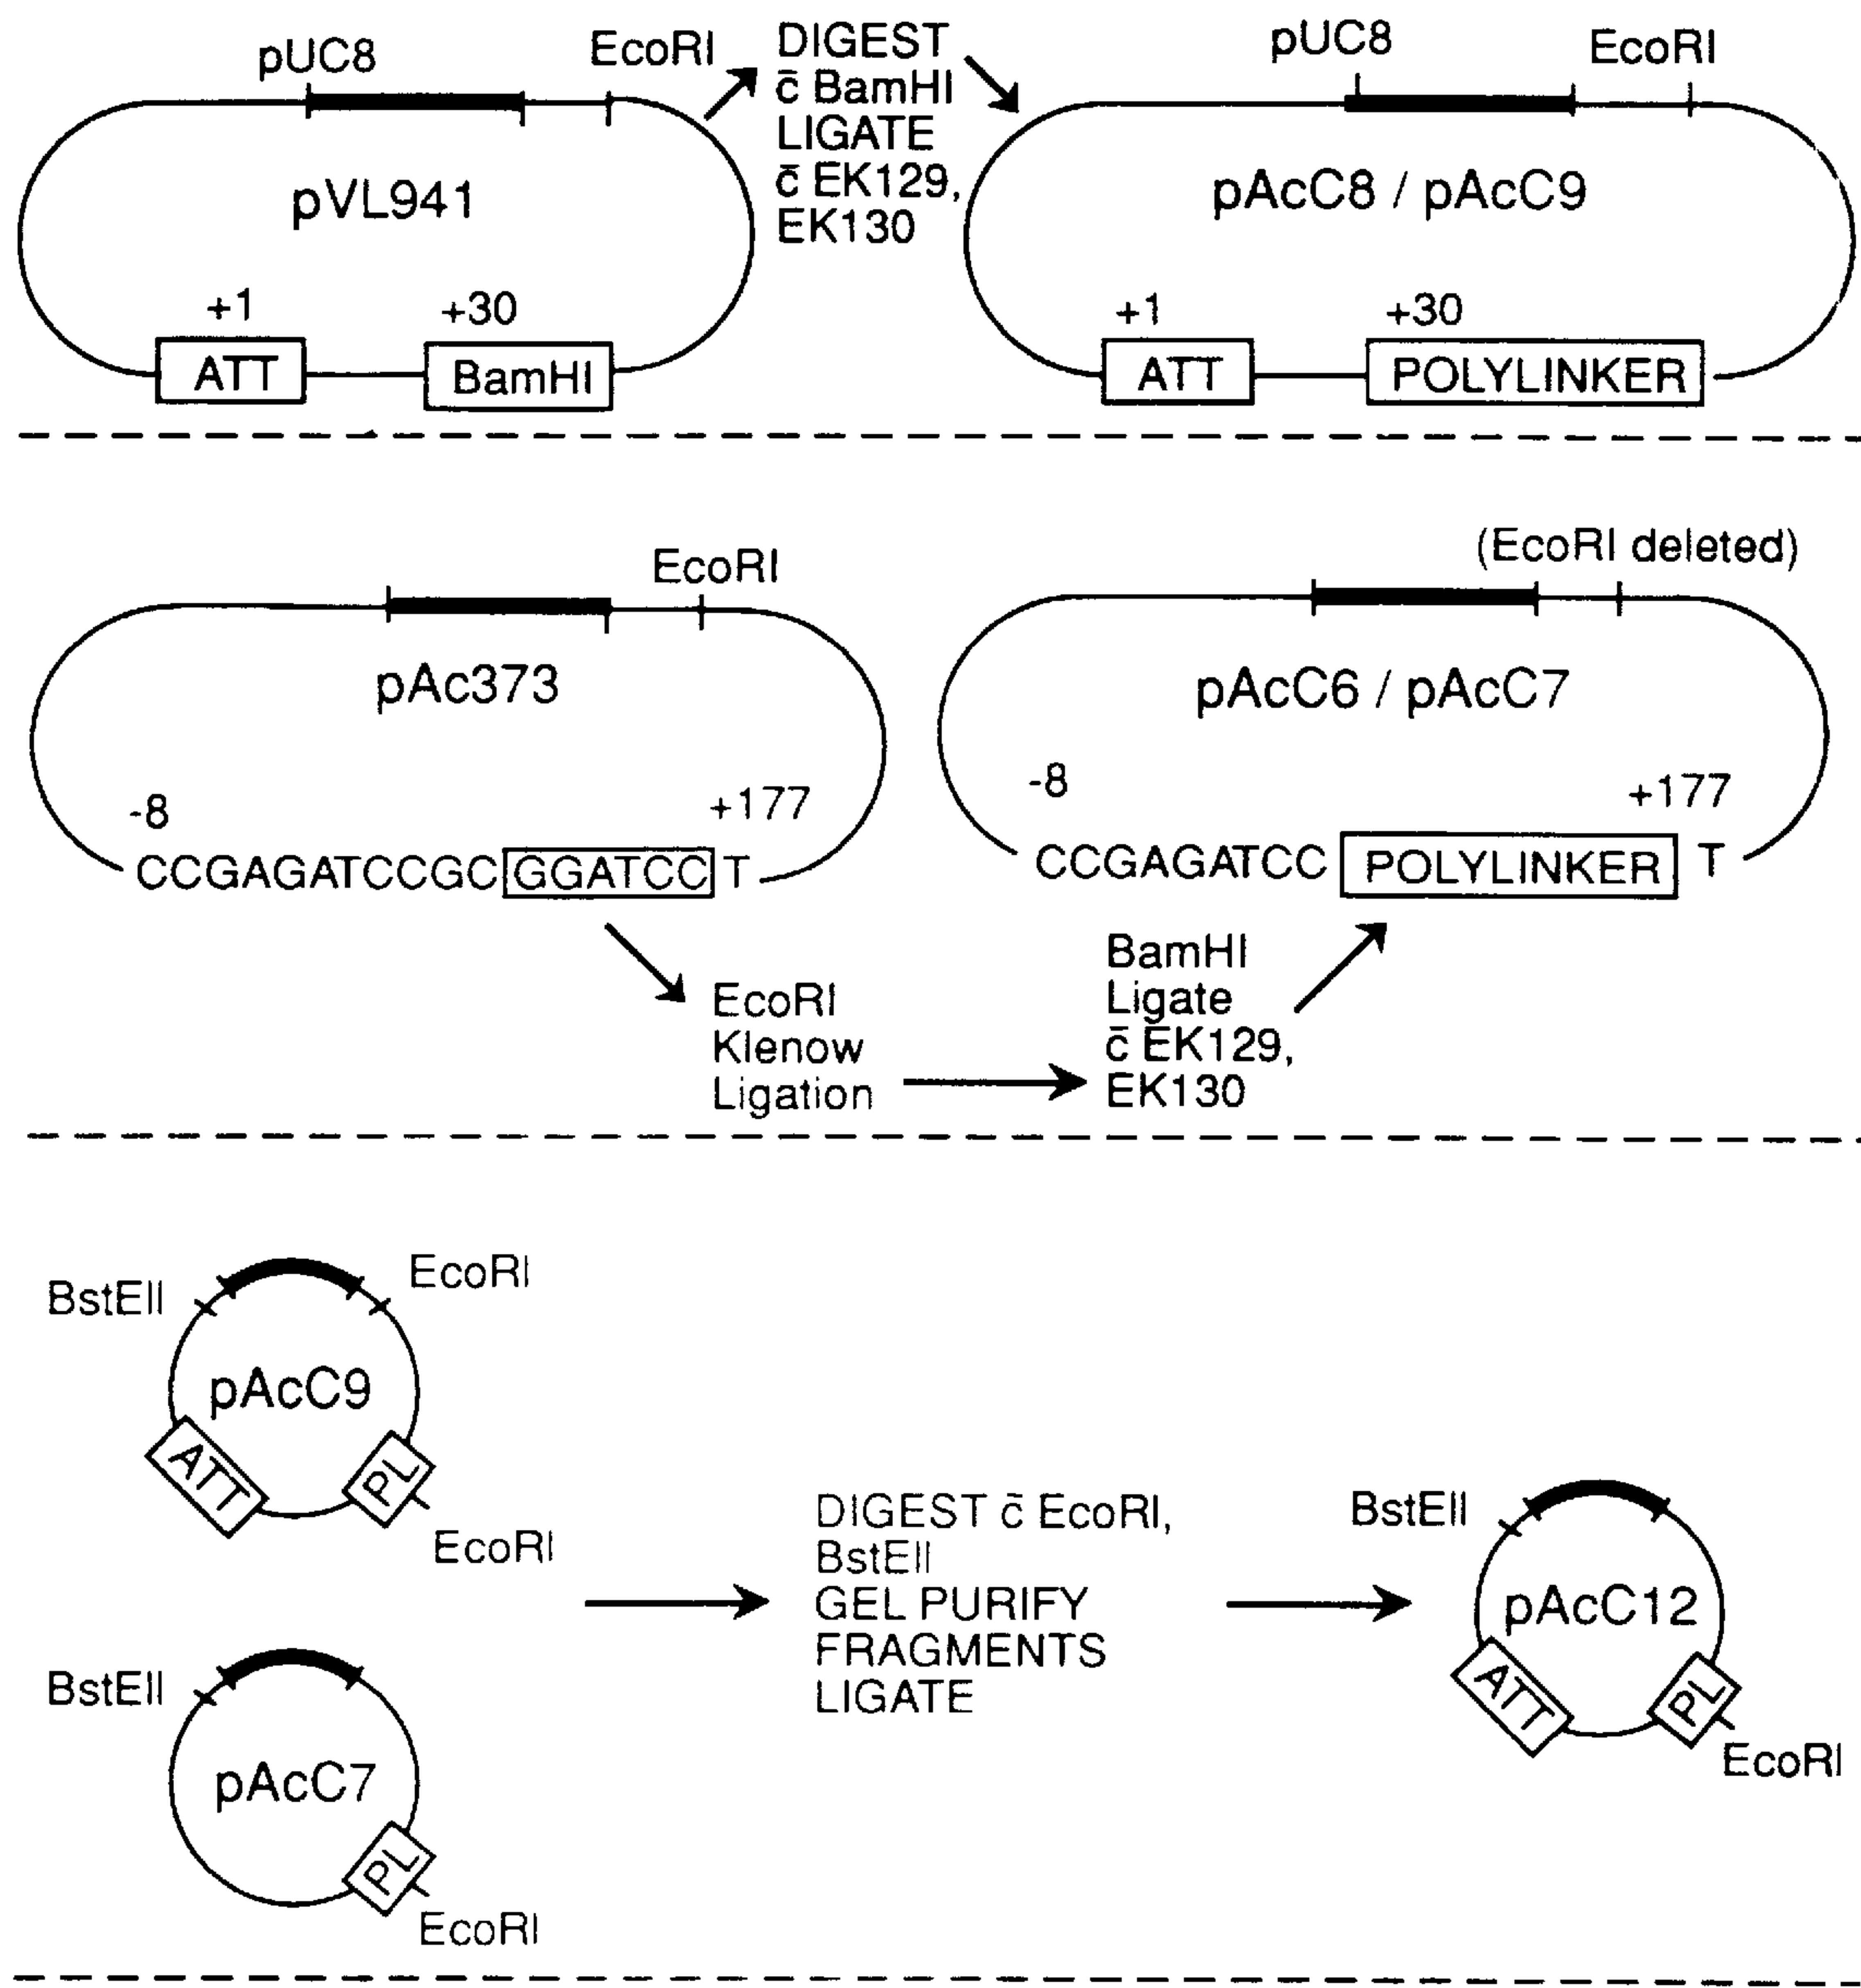 pUC8
EcoRI
pVL941
+1
+30
ATT
BamHI
DIGEST
c̄ BamHI
LIGATE
c̄ EK129,
EK130
pUC8
EcoRI
pAcC8 / pAcC9
+1
+30
ATT
POLYLINKER
EcoRI
pAc373
-8
+177
CCGAGATCCGC GGATCC T
(EcoRI deleted)
pAcC6 / pAcC7
-8
+177
CCGAGATCC POLYLINKER T
EcoRI
Klenow
Ligation
BamHI
Ligate
c̄ EK129,
EK130
BstEII
EcoRI
pAcC9
ATT
PL
EcoRI
BstEII
pAcC7
PL
EcoRI
DIGEST c̄ EcoRI,
BstEII
GEL PURIFY
FRAGMENTS
LIGATE
BstEII
pAcC12
ATT
PL
EcoRI